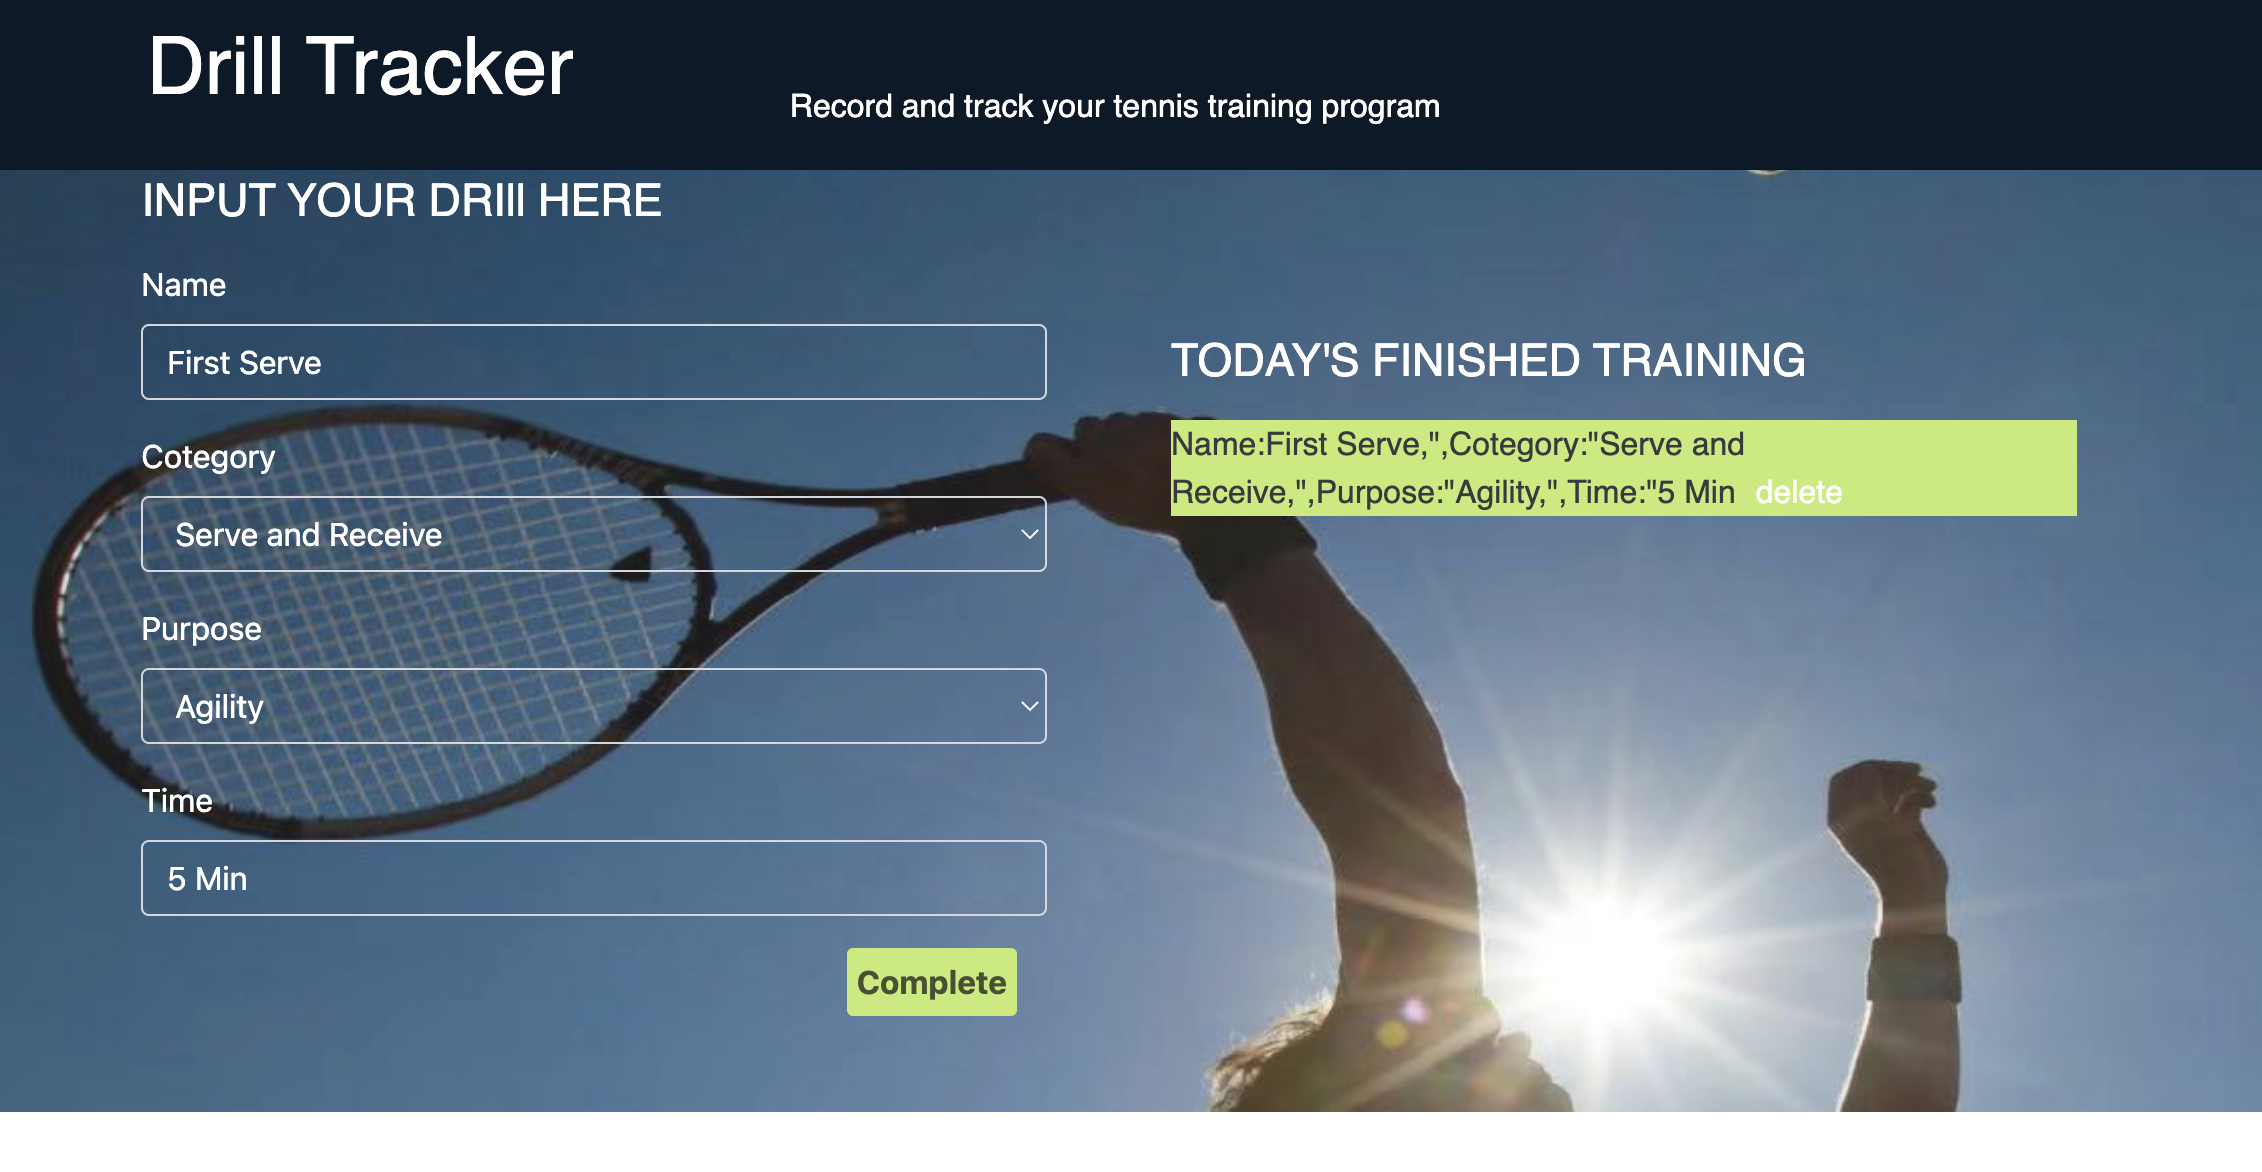 Drill Tracker
Record and track your tennis training program
INPUT YOUR DRIll HERE
Name
First Serve
Cotegory
Serve and Receive
Purpose
Agility
Time
5 Min
Complete
TODAY'S FINISHED TRAINING
Name:First Serve,",Cotegory:"Serve and
Receive,",Purpose:"Agility,",Time:"5 Min delete